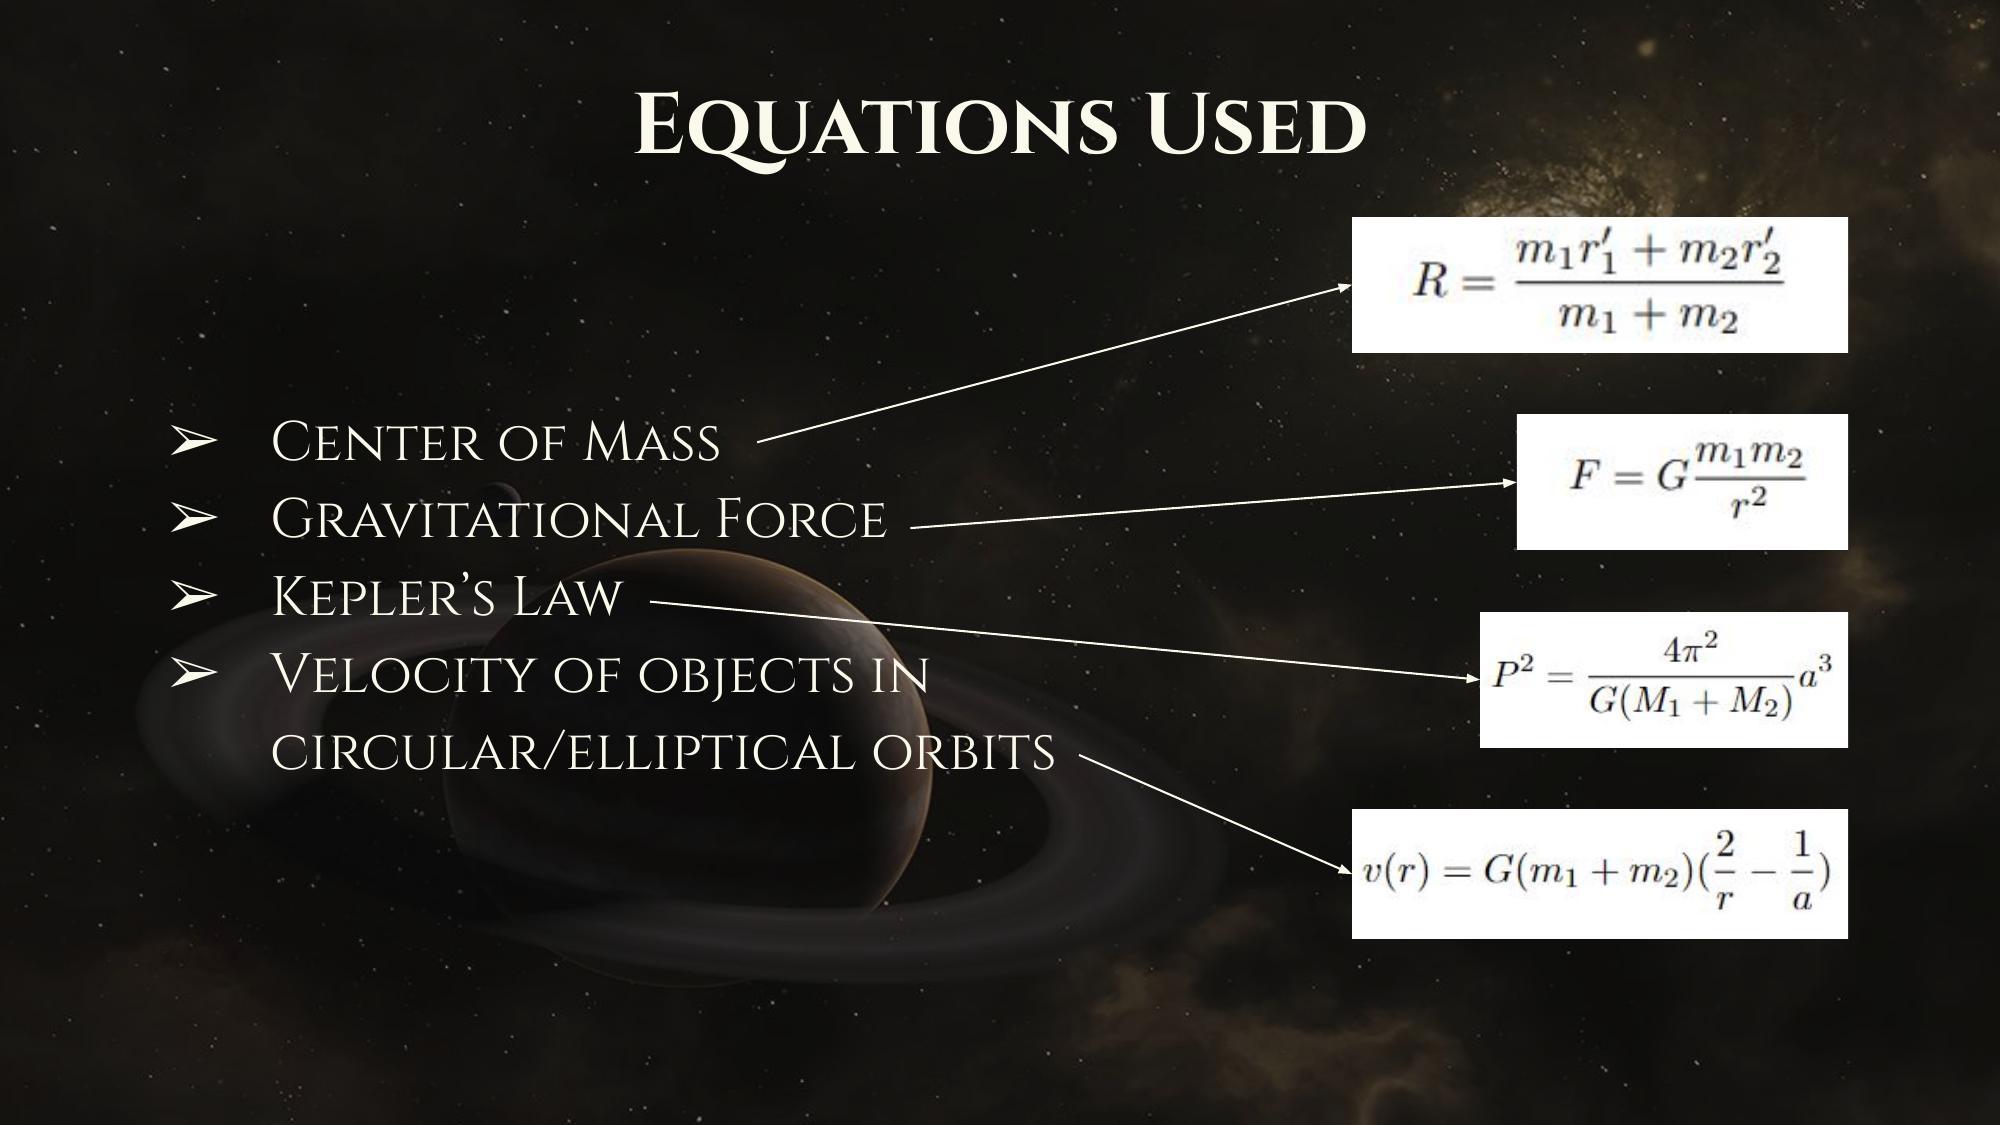 Equations Used
➢ Center of Mass
➢ Gravitational Force
➢ Kepler’s Law
➢ Velocity of objects in
circular/elliptical orbits
R = \frac{m_1 r_1' + m_2 r_2'}{m_1 + m_2}
F = G \frac{m_1 m_2}{r^2}
P^2 = \frac{4\pi^2}{G(M_1 + M_2)} a^3
v(r) = G(m_1 + m_2)(\frac{2}{r} - \frac{1}{a})